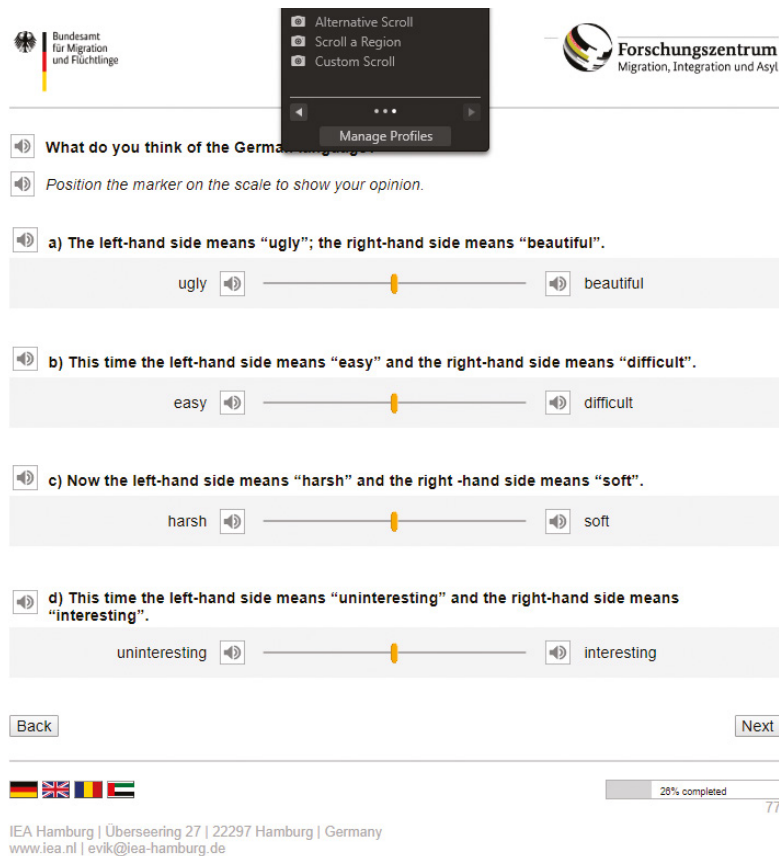 Bundesamt
für Migration
und Flüchtlinge
Alternative Scroll
Scroll a Region
Custom Scroll
Manage Profiles
Forschungszentrum
Migration, Integration und Asyl
What do you think of the German language?
Position the marker on the scale to show your opinion.
a) The left-hand side means “ugly”; the right-hand side means “beautiful”.
ugly beautiful
b) This time the left-hand side means “easy” and the right-hand side means “difficult”.
easy difficult
c) Now the left-hand side means “harsh” and the right -hand side means “soft”.
harsh soft
d) This time the left-hand side means “uninteresting” and the right-hand side means
“interesting”.
uninteresting interesting
Back Next
26% completed
77
IEA Hamburg | Überseering 27 | 22297 Hamburg | Germany
www.iea.nl | evik@iea-hamburg.de